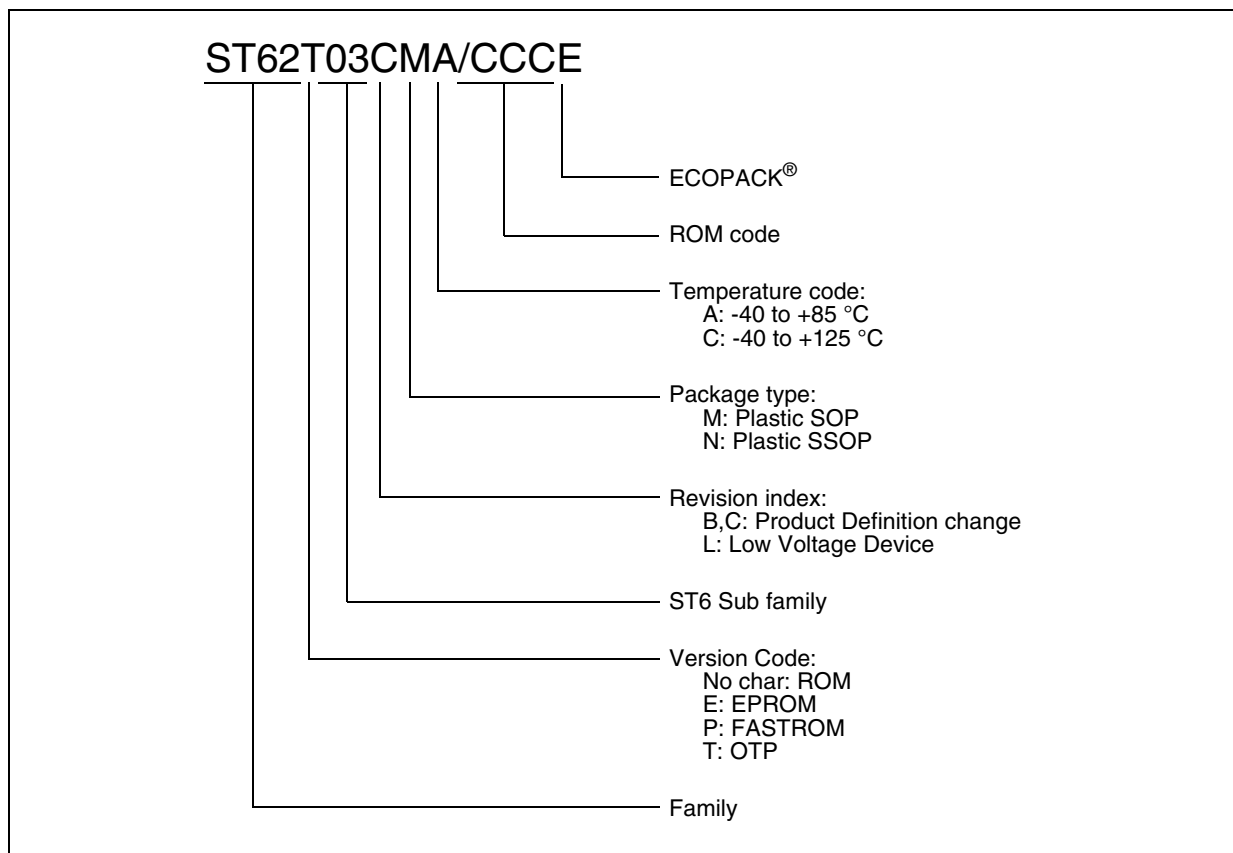 ST62T03CMA/CCCE
ECOPACK®
ROM code
Temperature code:
A: -40 to +85 °C
C: -40 to +125 °C
Package type:
M: Plastic SOP
N: Plastic SSOP
Revision index:
B,C: Product Definition change
L: Low Voltage Device
ST6 Sub family
Version Code:
No char: ROM
E: EPROM
P: FASTROM
T: OTP
Family